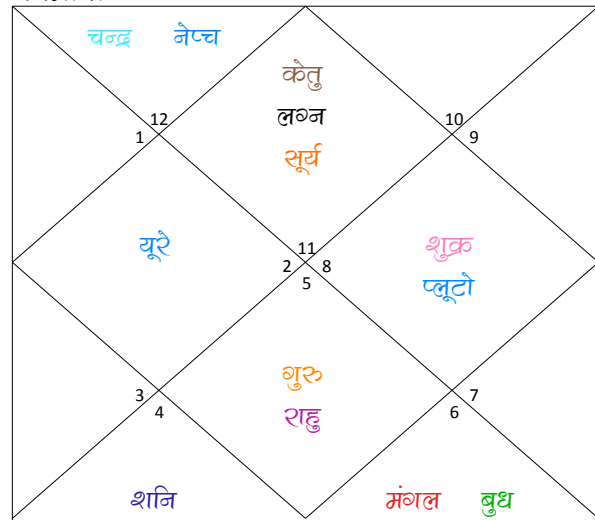 चन्द्र नेप्च
केतु
लग्न
सूर्य
12
10
1
9
यूरे
शुक्र
11
2
8
प्लूटो
5
गुरु
राहु
3
7
4
6
शनि
मंगल बुध